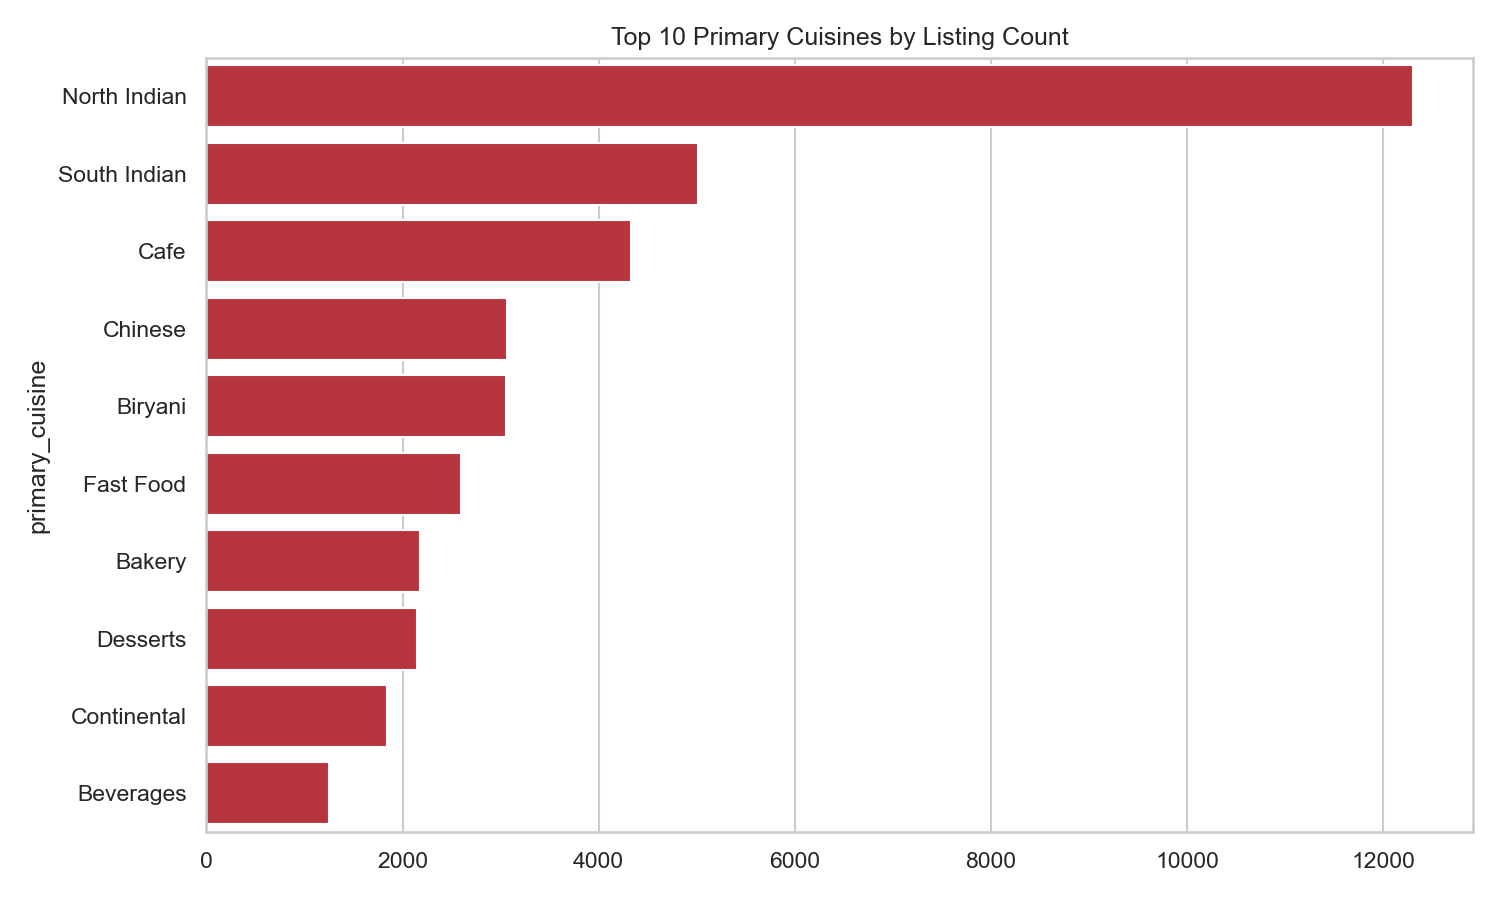 Top 10 Primary Cuisines by Listing Count
primary_cuisine
North Indian
South Indian
Cafe
Chinese
Biryani
Fast Food
Bakery
Desserts
Continental
Beverages
0 2000 4000 6000 8000 10000 12000